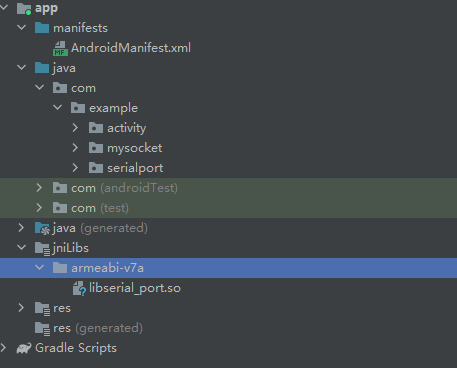 app
manifests
AndroidManifest.xml
java
com
example
activity
mysocket
serialport
com (androidTest)
com (test)
java (generated)
jniLibs
armeabi-v7a
libserial_port.so
res
res (generated)
Gradle Scripts